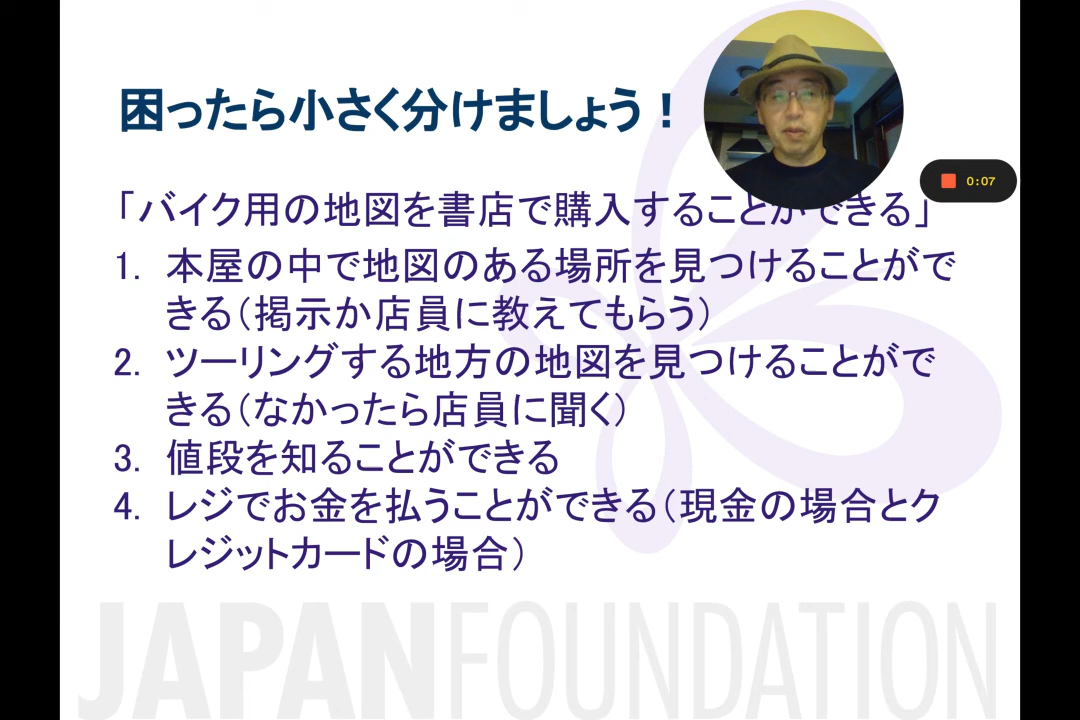 困ったら小さく分けましょう！
0:07
「バイク用の地図を書店で購入することができる」
1. 本屋の中で地図のある場所を見つけることがで
きる（掲示か店員に教えてもらう）
2. ツーリングする地方の地図を見つけることがで
きる（なかったら店員に聞く）
3. 値段を知ることができる
4. レジでお金を払うことができる（現金の場合とク
レジットカードの場合）
JAPANFOUNDATION